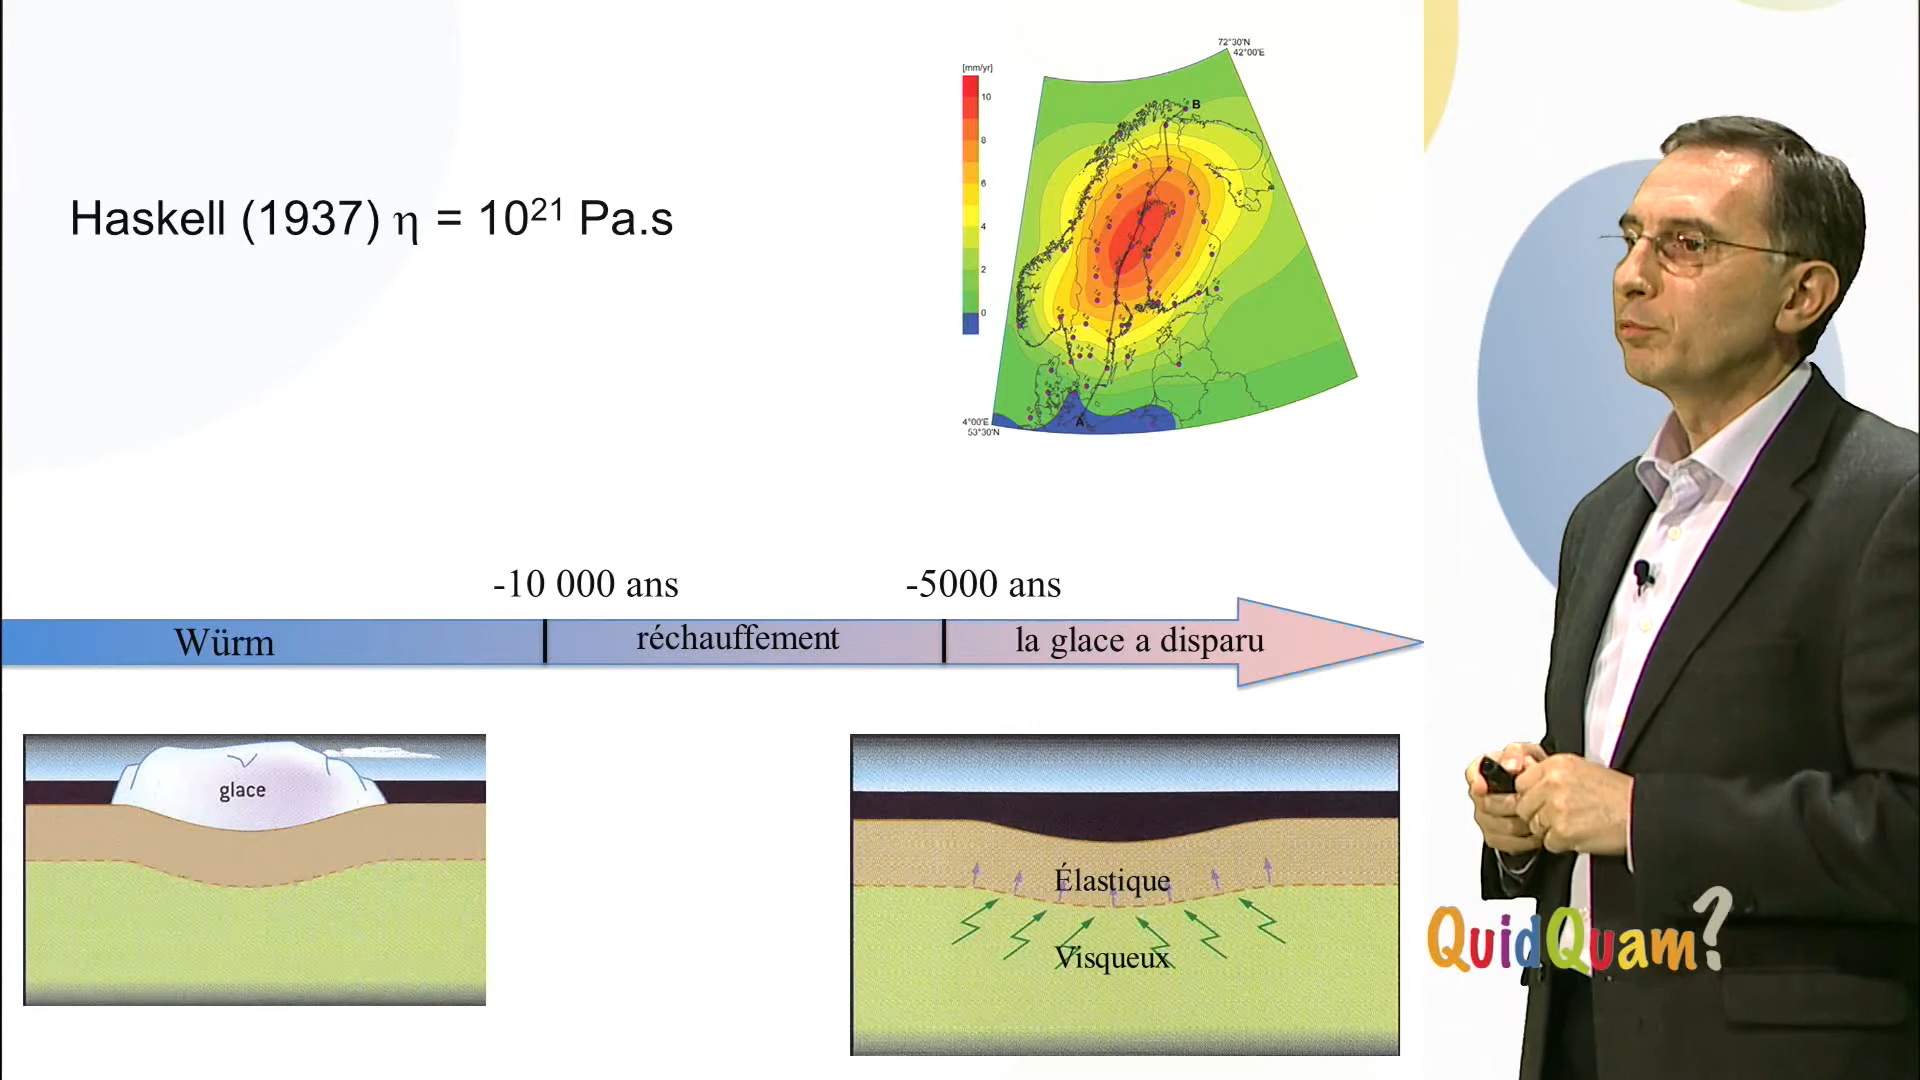 72°30'N
42°00'E
[mm/yr]
10
B
8
6
Haskell (1937) η = 10²¹ Pa.s
4
2
0
4°00'E
A
53°30'N
-10 000 ans
-5000 ans
Würm
réchauffement
la glace a disparu
glace
Élastique
Visqueux
QuidQuam?